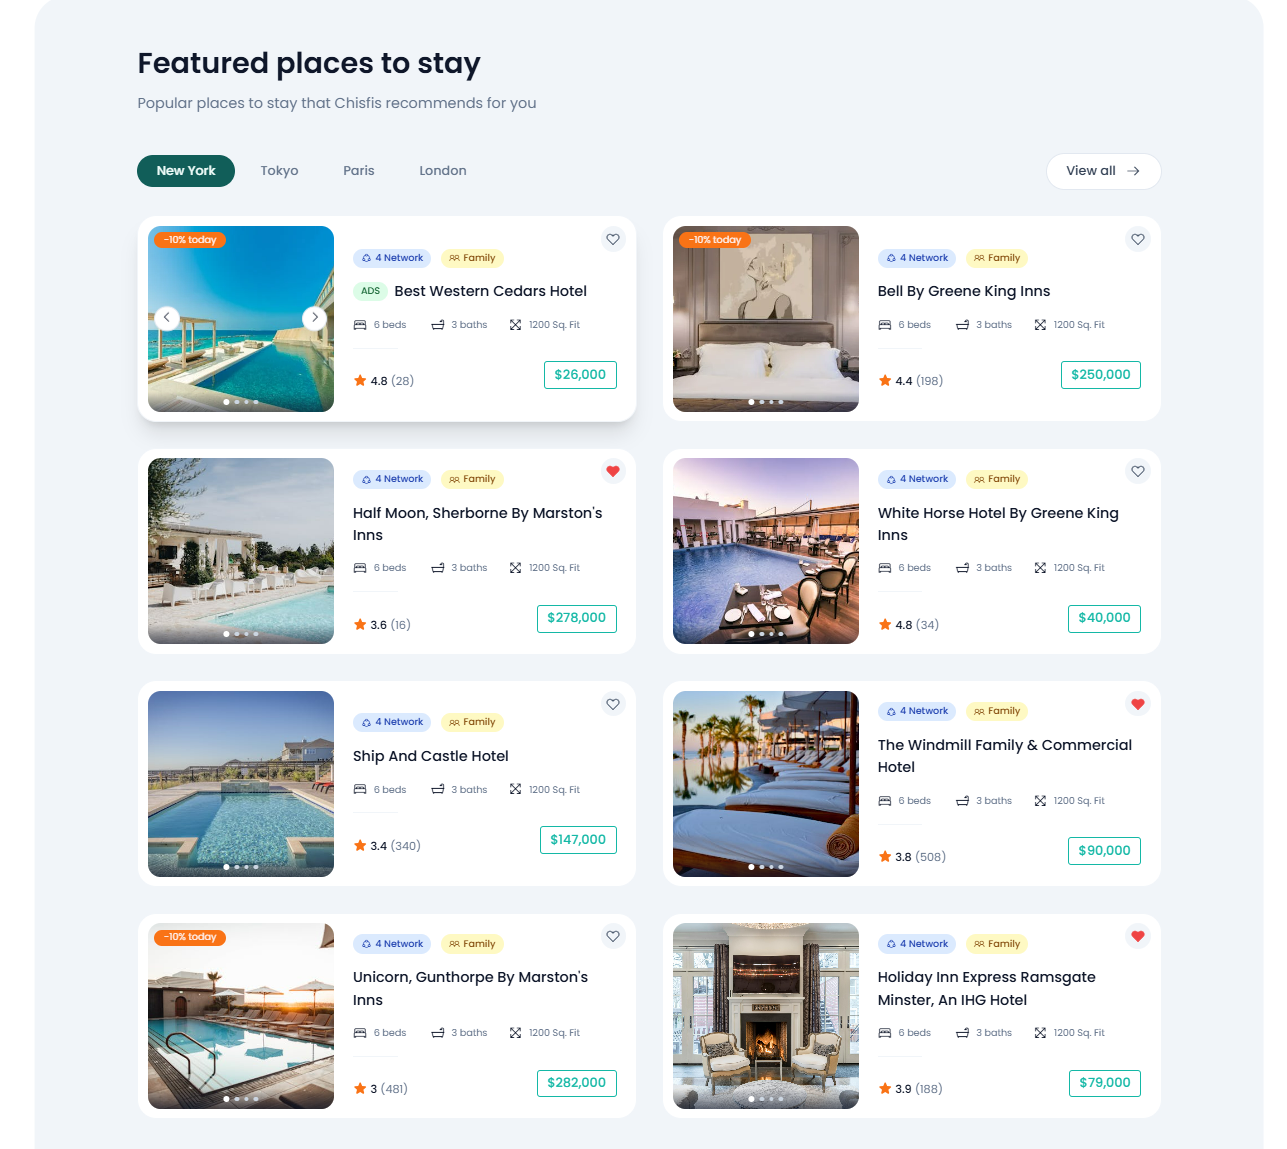 Featured places to stay
Popular places to stay that Chisfis recommends for you
New York
Tokyo
Paris
London
View all
-10% today
4 Network
Family
ADS
Best Western Cedars Hotel
6 beds
3 baths
1200 Sq. Fit
4.8 (28)
$26,000
-10% today
4 Network
Family
Bell By Greene King Inns
6 beds
3 baths
1200 Sq. Fit
4.4 (198)
$250,000
4 Network
Family
Half Moon, Sherborne By Marston's
Inns
6 beds
3 baths
1200 Sq. Fit
3.6 (16)
$278,000
4 Network
Family
White Horse Hotel By Greene King
Inns
6 beds
3 baths
1200 Sq. Fit
4.8 (34)
$40,000
4 Network
Family
Ship And Castle Hotel
6 beds
3 baths
1200 Sq. Fit
3.4 (340)
$147,000
4 Network
Family
The Windmill Family & Commercial
Hotel
6 beds
3 baths
1200 Sq. Fit
3.8 (508)
$90,000
-10% today
4 Network
Family
Unicorn, Gunthorpe By Marston's
Inns
6 beds
3 baths
1200 Sq. Fit
3 (481)
$282,000
4 Network
Family
Holiday Inn Express Ramsgate
Minster, An IHG Hotel
6 beds
3 baths
1200 Sq. Fit
3.9 (188)
$79,000